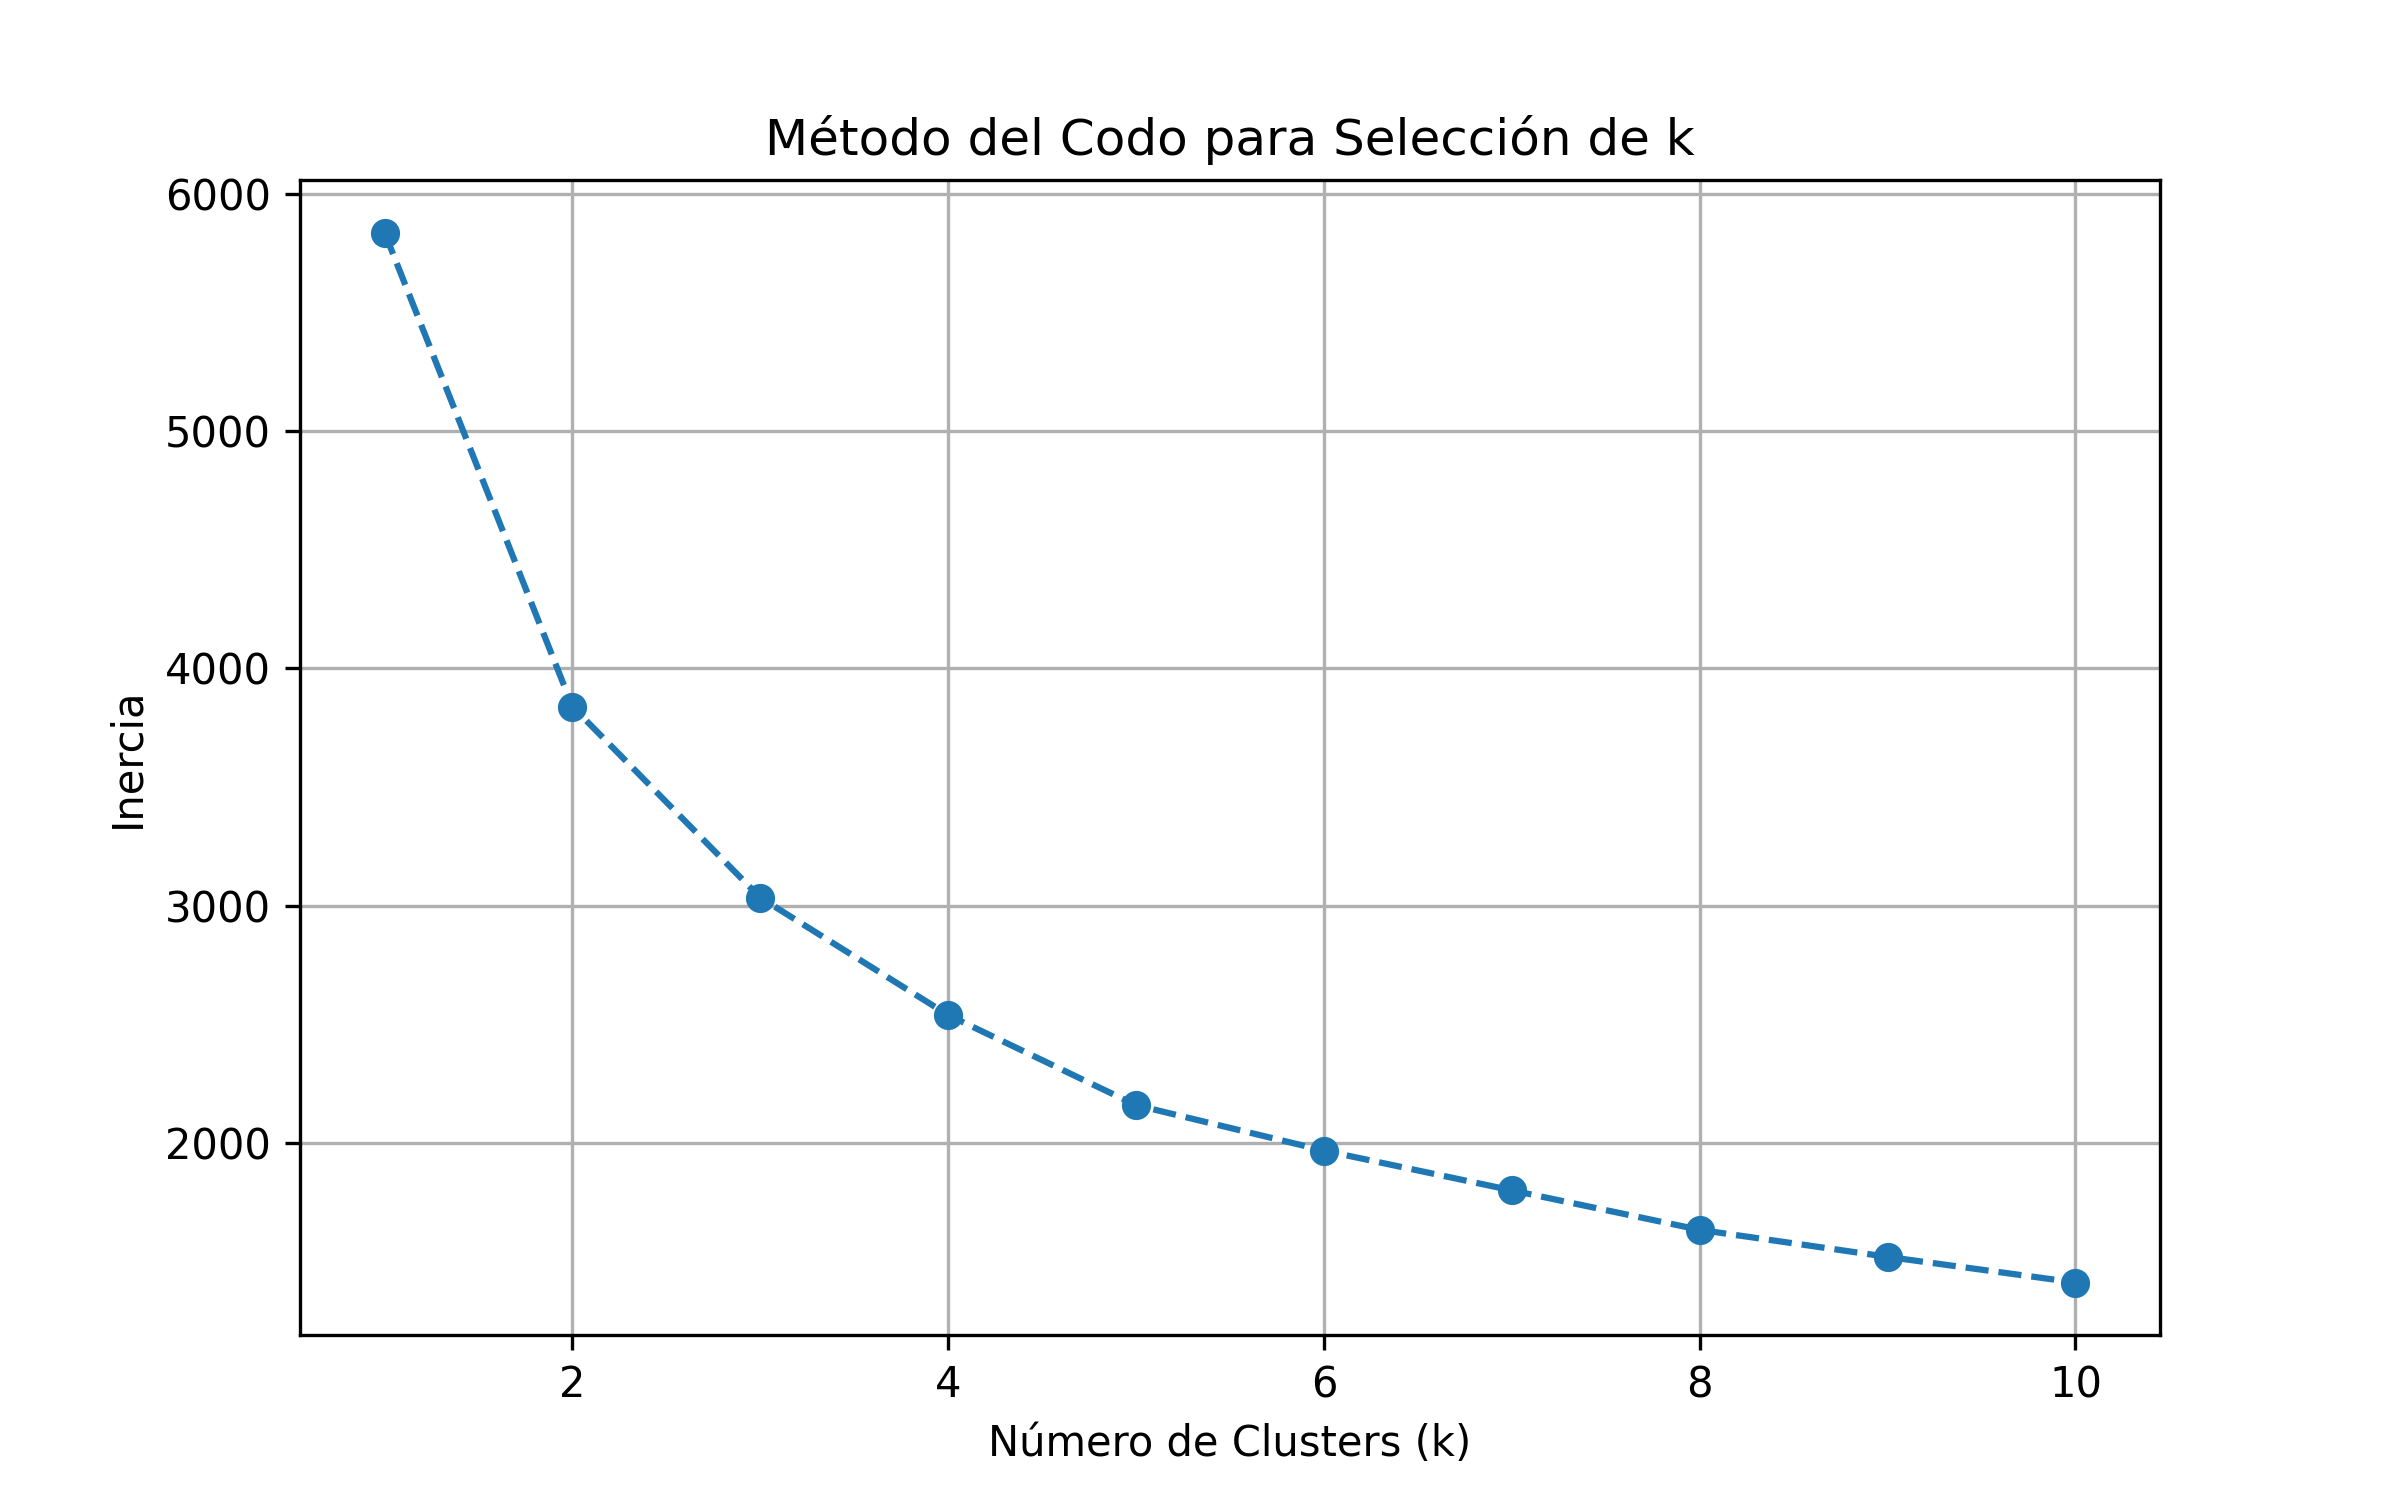 Método del Codo para Selección de k
6000
5000
4000
3000
2000
Inercia
2 4 6 8 10
Número de Clusters (k)